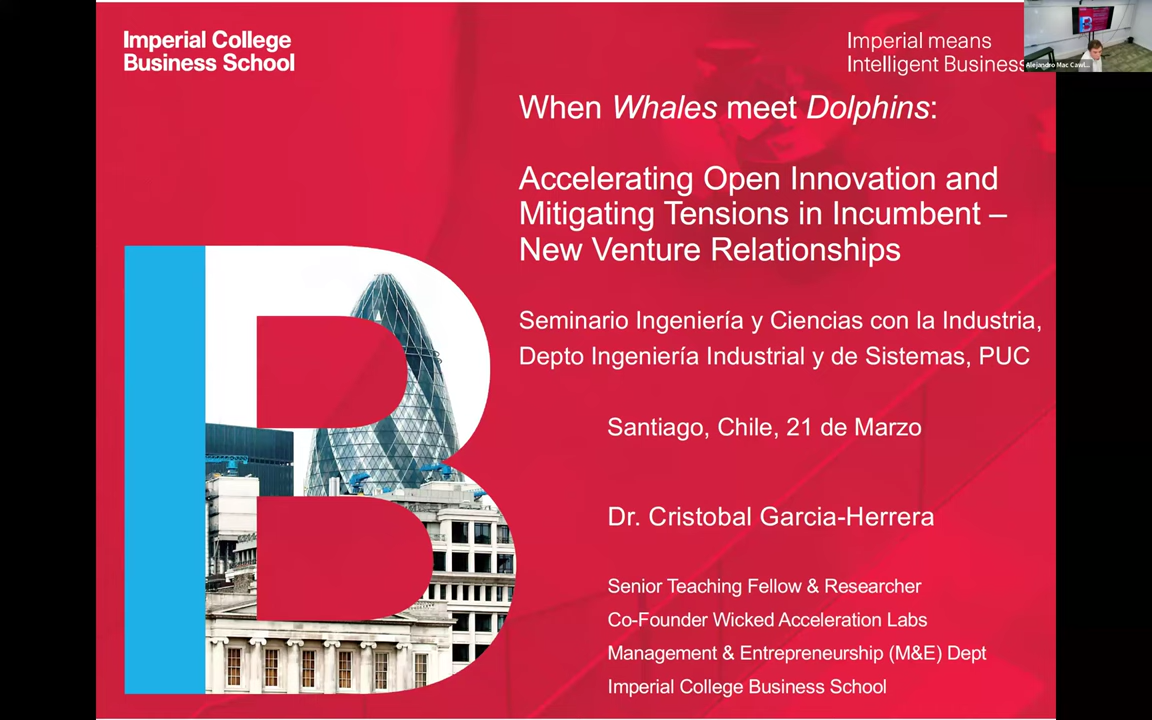 Imperial College
Business School
Imperial means
Intelligent Business
Alejandro Mac Cawl...
When Whales meet Dolphins:
Accelerating Open Innovation and
Mitigating Tensions in Incumbent –
New Venture Relationships
Seminario Ingeniería y Ciencias con la Industria,
Depto Ingeniería Industrial y de Sistemas, PUC
Santiago, Chile, 21 de Marzo
Dr. Cristobal Garcia-Herrera
Senior Teaching Fellow & Researcher
Co-Founder Wicked Acceleration Labs
Management & Entrepreneurship (M&E) Dept
Imperial College Business School